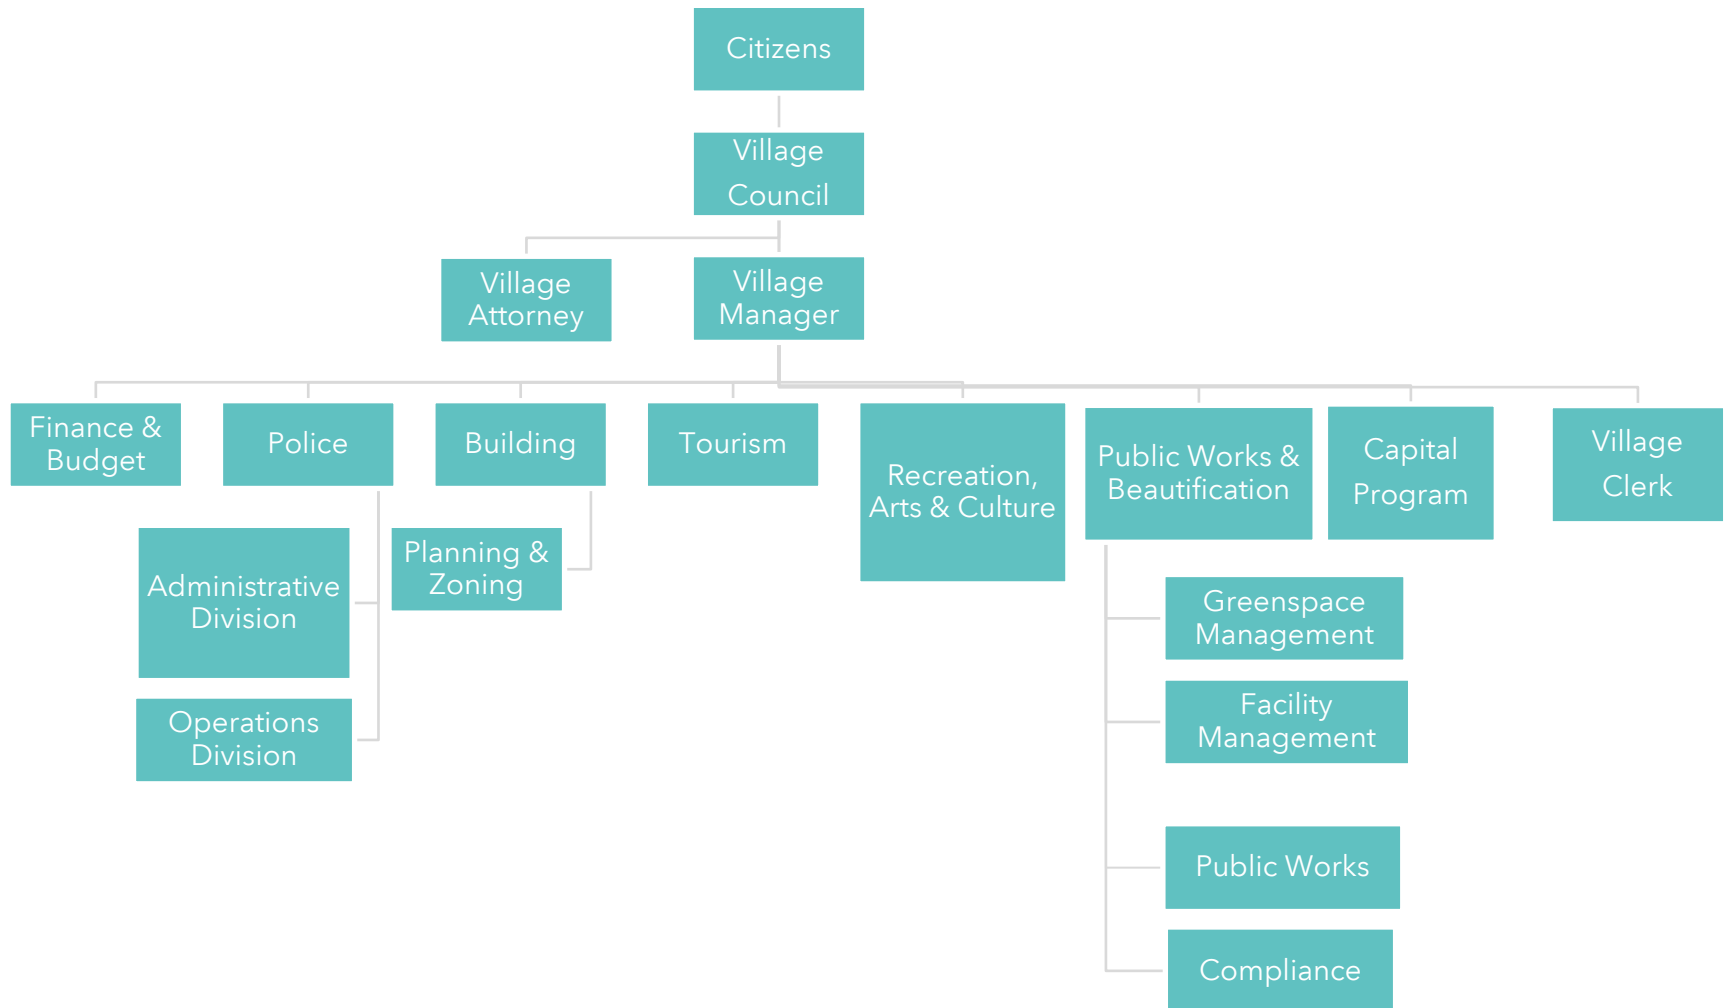 Citizens
Village
Council
Village
Attorney
Village
Manager
Finance &
Budget
Police
Building
Tourism
Recreation,
Arts & Culture
Public Works &
Beautification
Capital
Program
Village
Clerk
Administrative
Division
Operations
Division
Planning &
Zoning
Greenspace
Management
Facility
Management
Public Works
Compliance